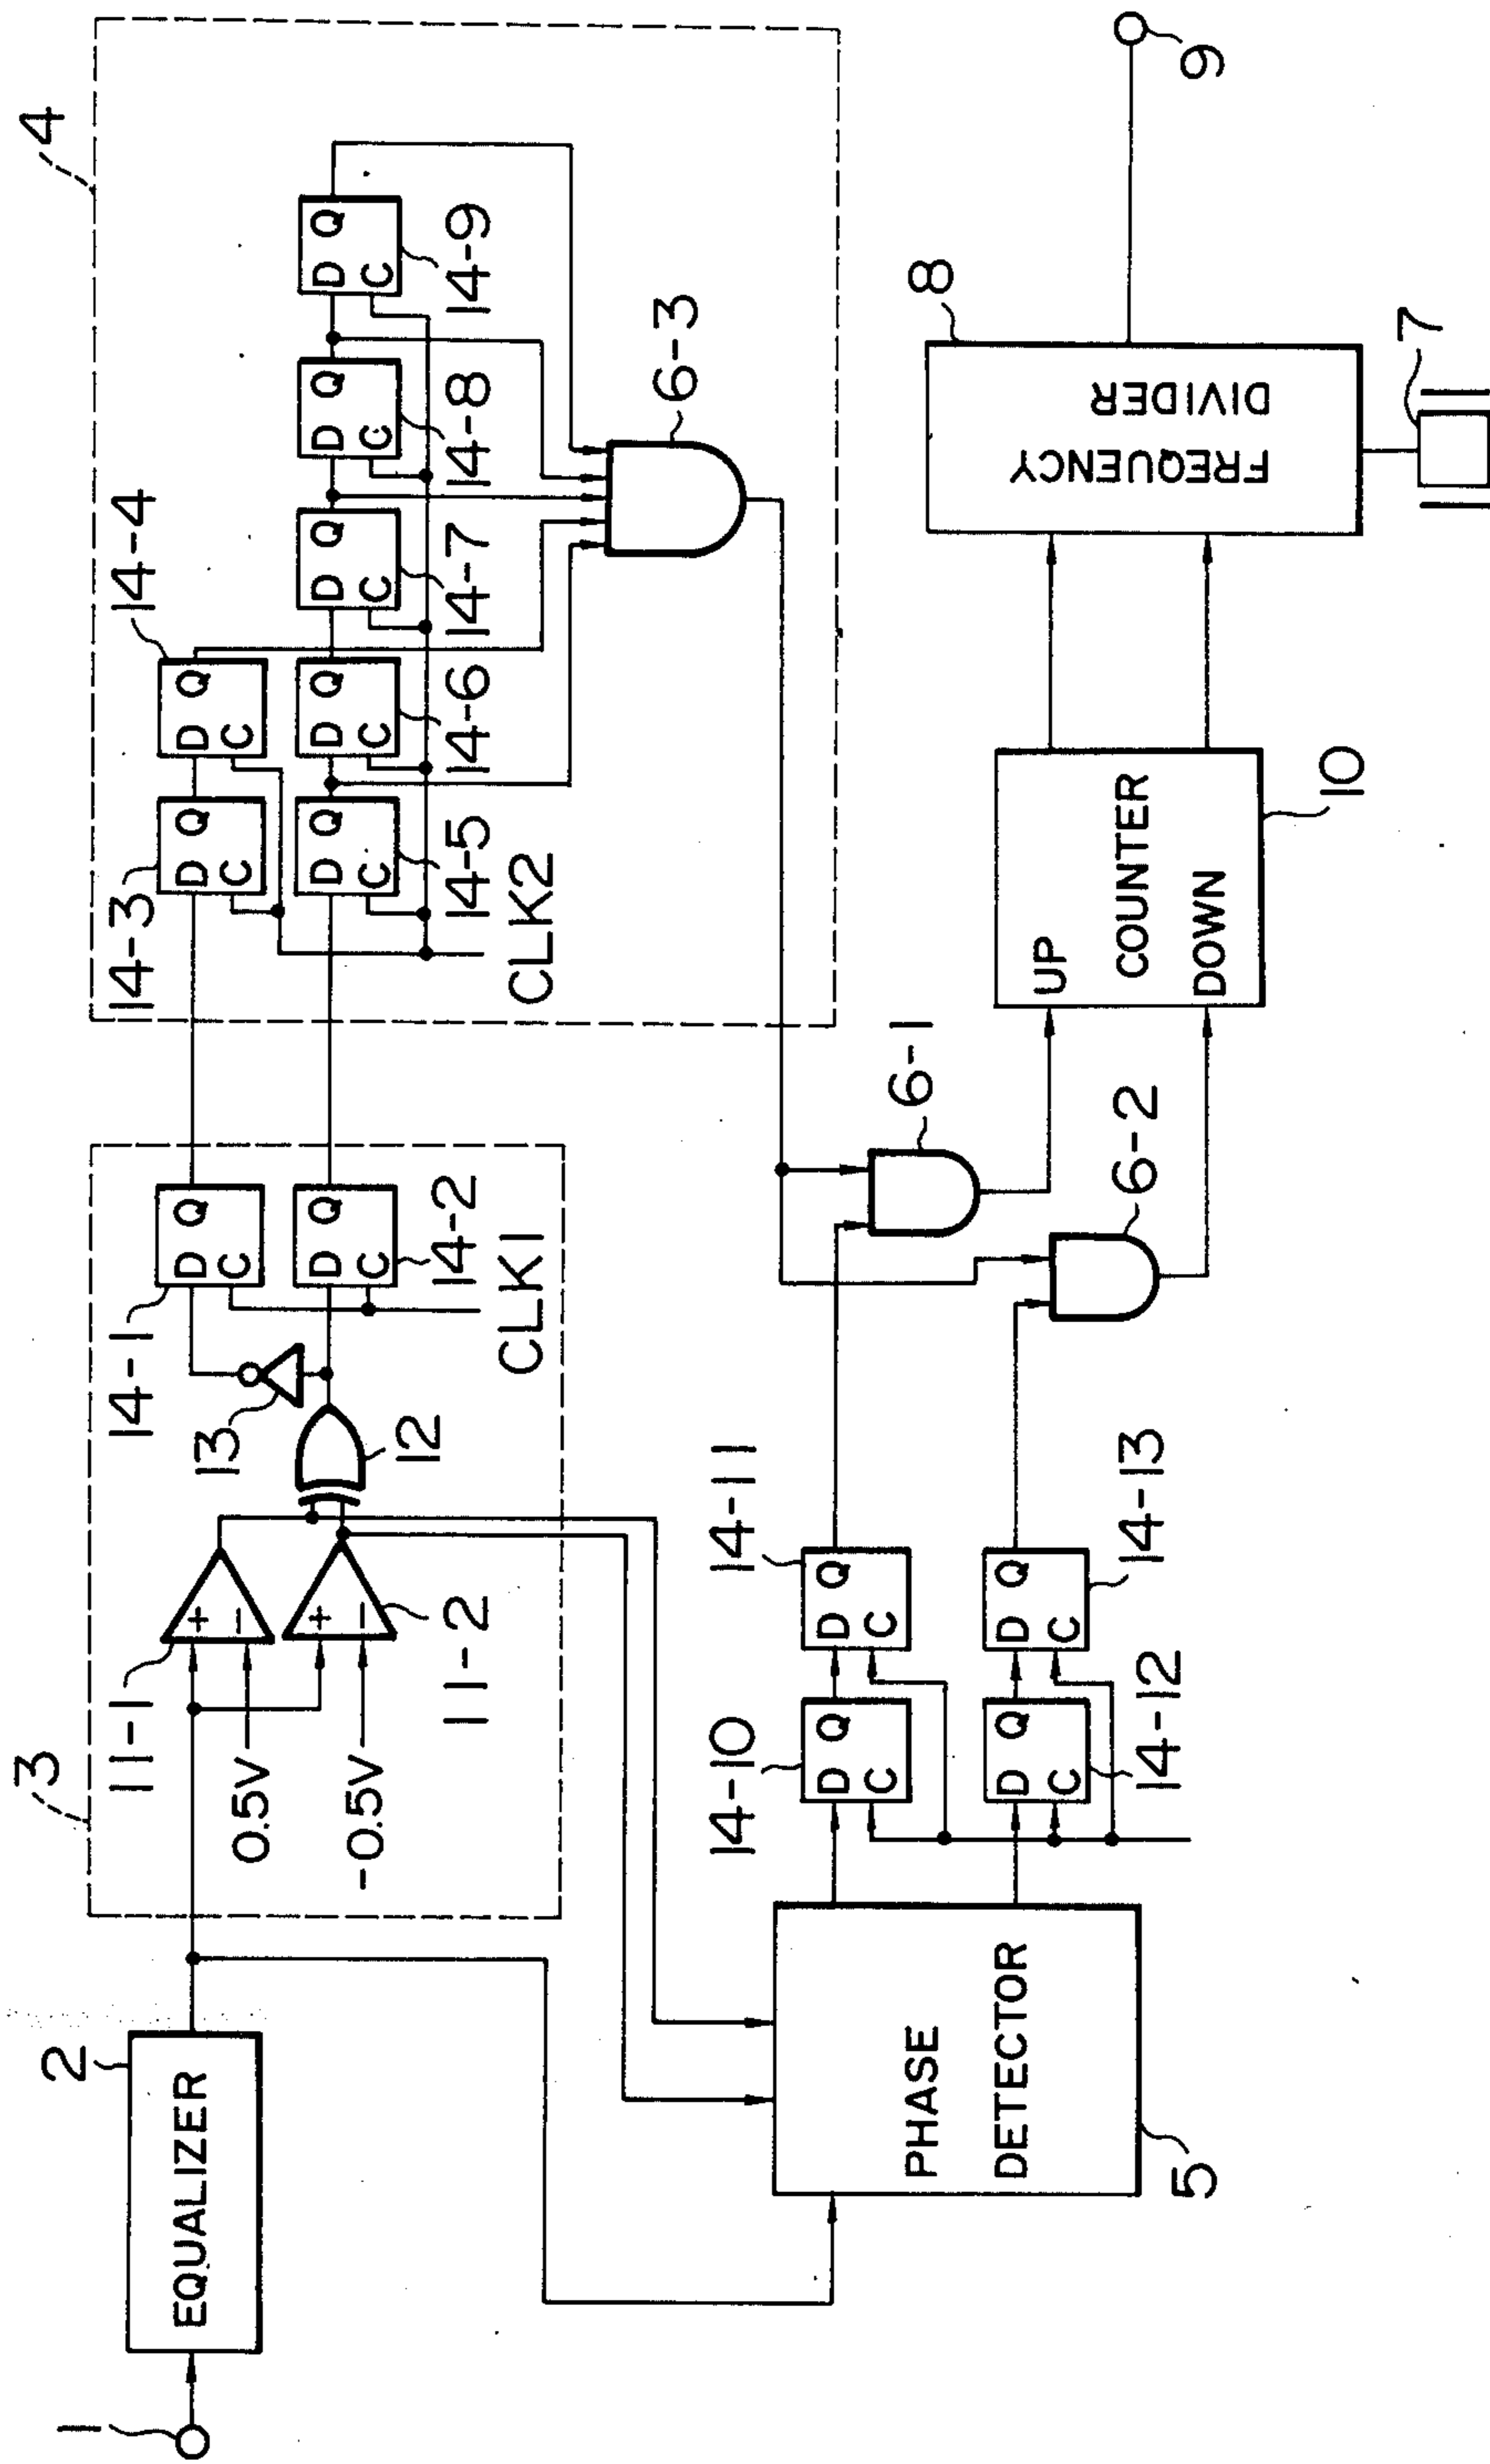 1
2
EQUALIZER
3
11-1
0.5V
-0.5V
11-2
12
13
14-1
D Q
C
D Q
C
14-2
CLK1
4
14-3
D Q
C
14-4
D Q
C
D Q
C
14-5
D Q
C
14-6
D Q
C
14-7
D Q
C
14-8
D Q
C
14-9
CLK2
6-3
+
−
+
−
PHASE
DETECTOR
5
14-10
D Q
C
14-11
D Q
C
14-12
D Q
C
14-13
D Q
C
6-1
6-2
UP
COUNTER
DOWN
10
8
FREQUENCY
DIVIDER
7
9